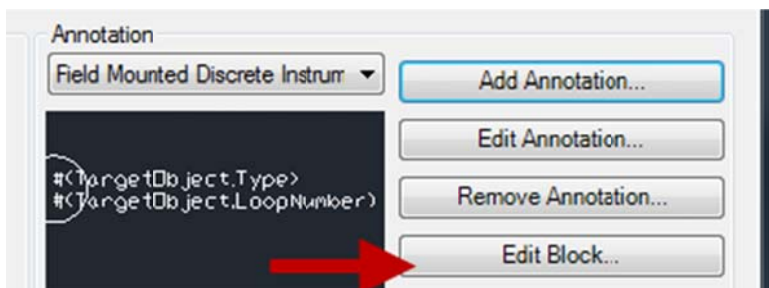 Annotation
Field Mounted Discrete Instrum
Add Annotation...
Edit Annotation...
#(TargetObject.Type>
#(TargetObject.LoopNumber)
Remove Annotation...
Edit Block...